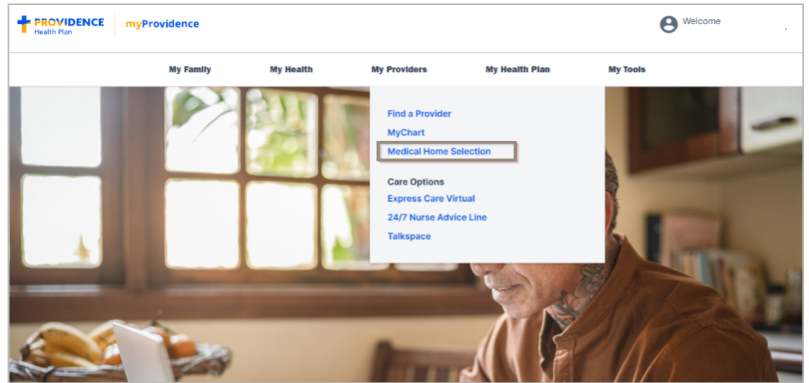 PROVIDENCE
Health Plan
myProvidence
Welcome
My Family
My Health
My Providers
My Health Plan
My Tools
Find a Provider
MyChart
Medical Home Selection
Care Options
Express Care Virtual
24/7 Nurse Advice Line
Talkspace